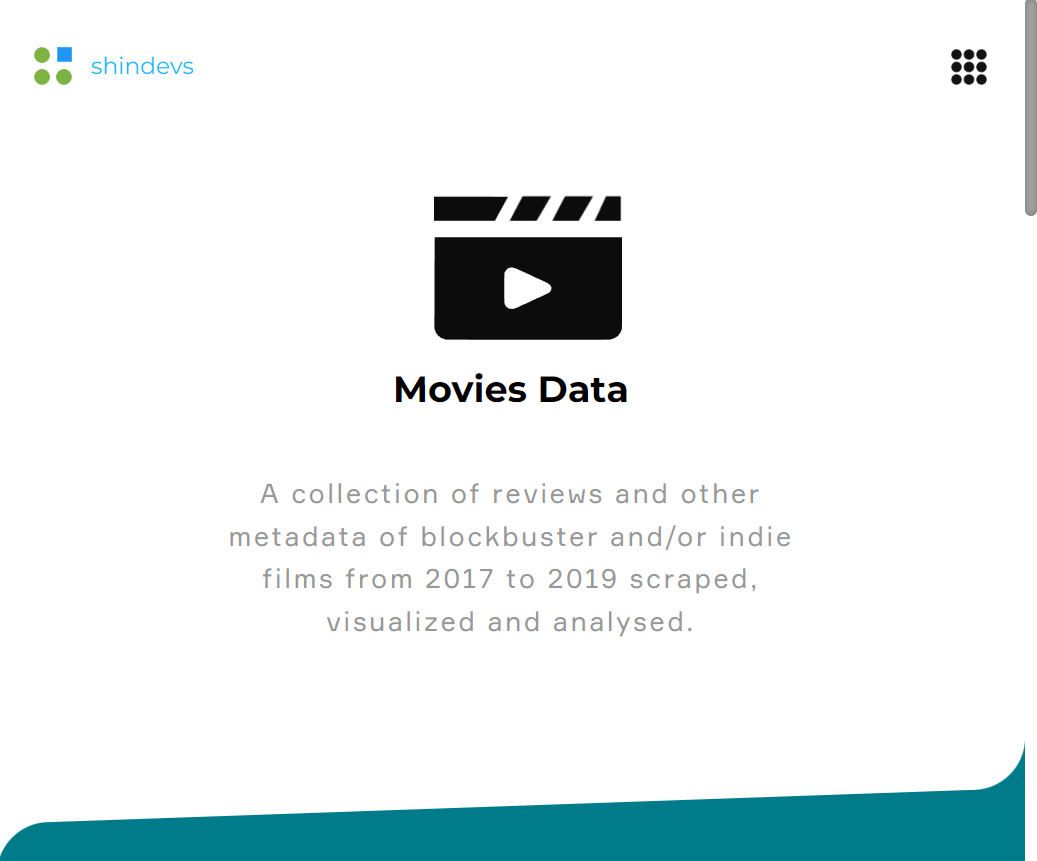 shindevs
Movies Data
A collection of reviews and other
metadata of blockbuster and/or indie
films from 2017 to 2019 scraped,
visualized and analysed.